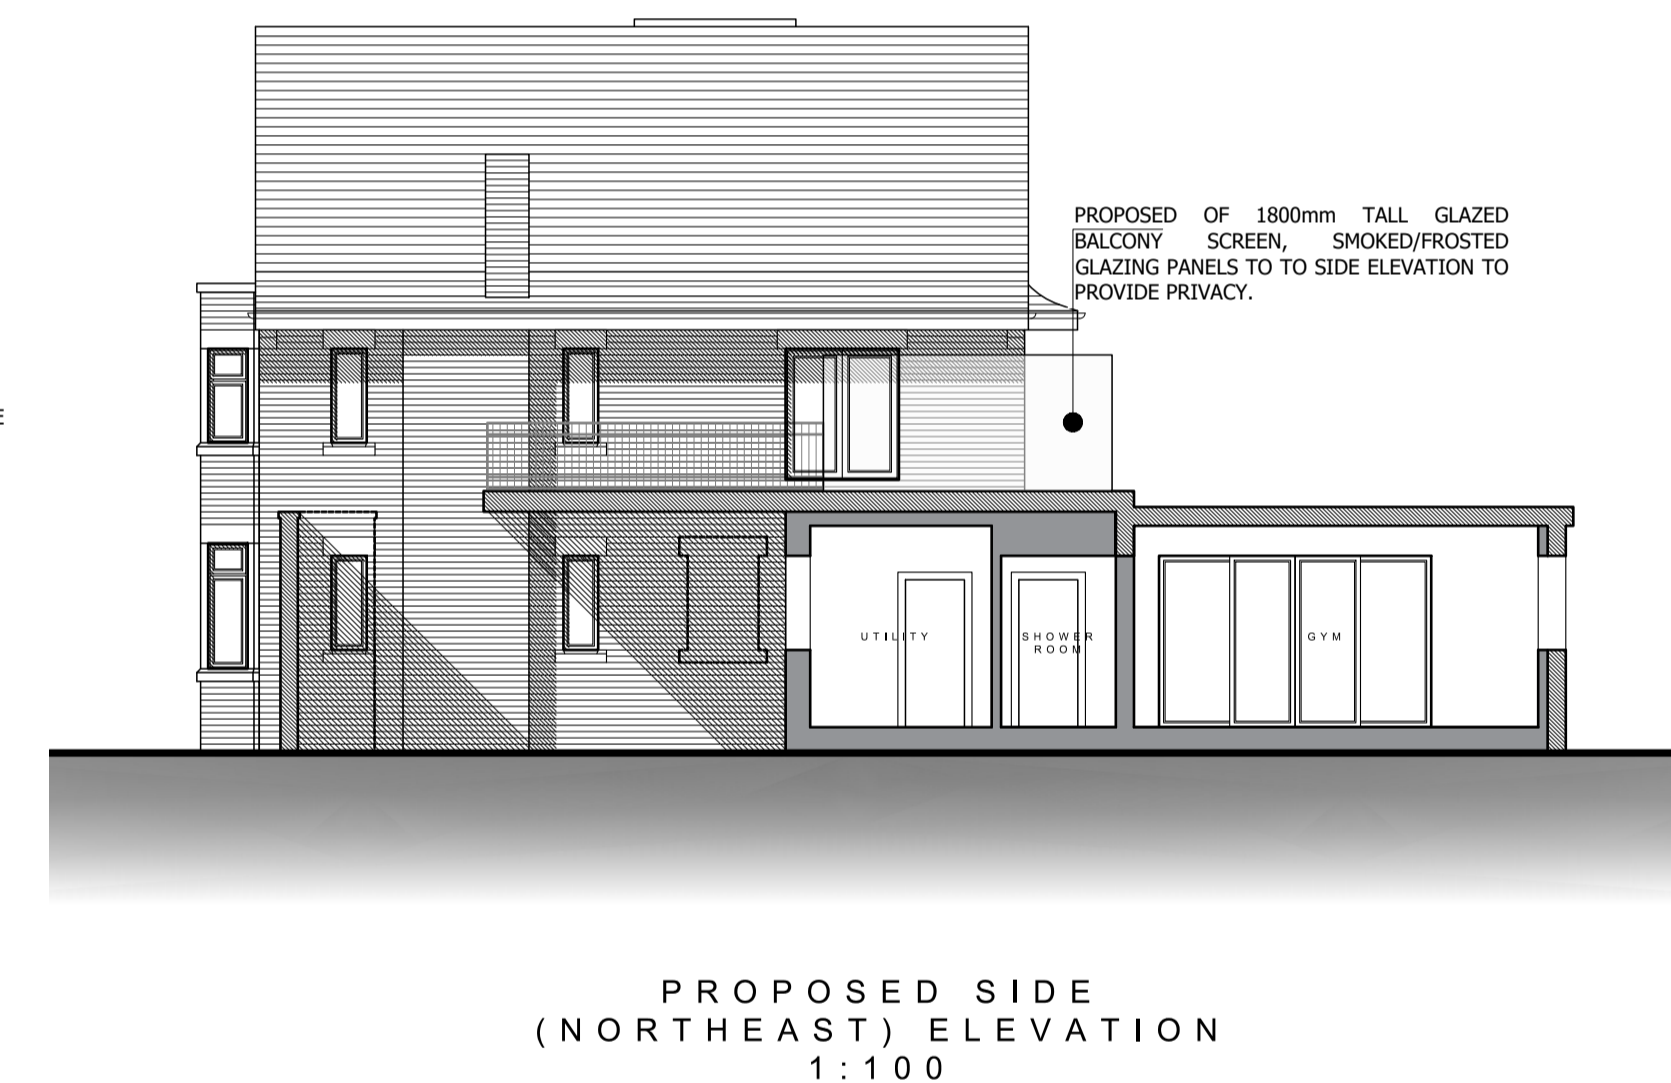 PROPOSED OF 1800mm TALL GLAZED
BALCONY SCREEN, SMOKED/FROSTED
GLAZING PANELS TO TO SIDE ELEVATION TO
PROVIDE PRIVACY.
E
UTILITY
SHOWER
ROOM
GYM
PROPOSED SIDE
(NORTHEAST) ELEVATION
1:100